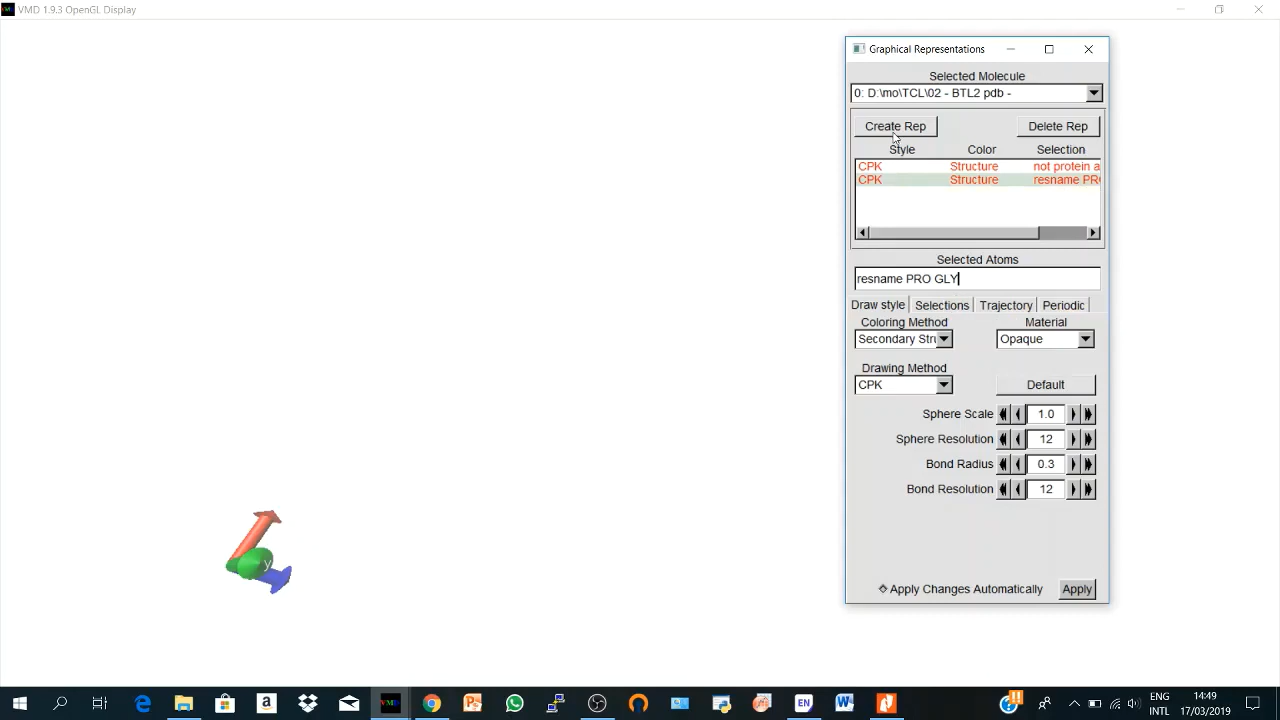 VMD 1.9.3 OpenGL Display
Graphical Representations
Selected Molecule
0: D:\mo\TCL\02 - BTL2 pdb -
Create Rep
Delete Rep
Style Color Selection
CPK Structure not protein a
CPK Structure resname PR
Selected Atoms
resname PRO GLY
Draw style Selections Trajectory Periodic
Coloring Method Material
Secondary Stru Opaque
Drawing Method
CPK Default
Sphere Scale 1.0
Sphere Resolution 12
Bond Radius 0.3
Bond Resolution 12
Apply Changes Automatically Apply
y
ENG 14:49
INTL 17/03/2019